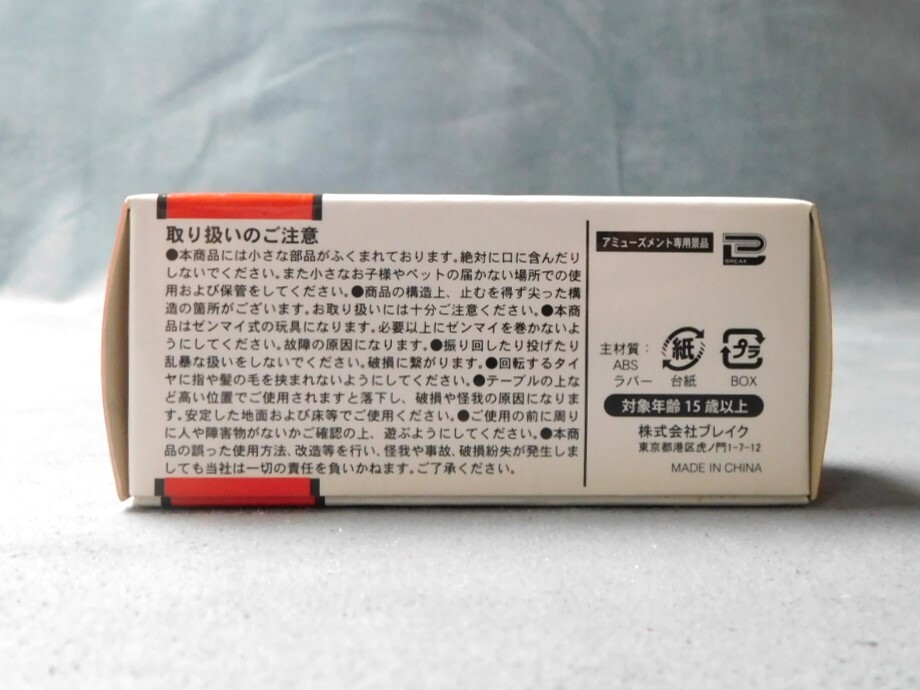 取り扱いのご注意
●本商品には小さな部品がふくまれております。絶対に口に含んだり
しないでください。また小さなお子様やペットの届かない場所での使
用および保管をしてください。●商品の構造上、止むを得ず尖った構
造の箇所がございます。お取り扱いには十分ご注意ください。●本商
品はゼンマイ式の玩具になります。必要以上にゼンマイを巻かないよ
うにしてください。故障の原因になります。●振り回したり投げたり
乱暴な扱いをしないでください。破損に繋がります。●回転するタイ
ヤに指や髪の毛を挟まれないようにしてください。●テーブルの上な
ど高い位置でご使用されますと落下し、破損や怪我の原因になりま
す。安定した地面および床等でご使用ください。●ご使用の前に周り
に人や障害物がないかご確認の上、遊ぶようにしてください。●本商
品の誤った使用方法、改造等を行い、怪我や事故、破損紛失が発生しま
しても当社は一切の責任を負いかねます。ご了承ください。
アミューズメント専用景品
BREAK
主材質：
ABS
ラバー
紙
台紙
プラ
BOX
対象年齢15歳以上
株式会社ブレイク
東京都港区虎ノ門1-7-12
MADE IN CHINA